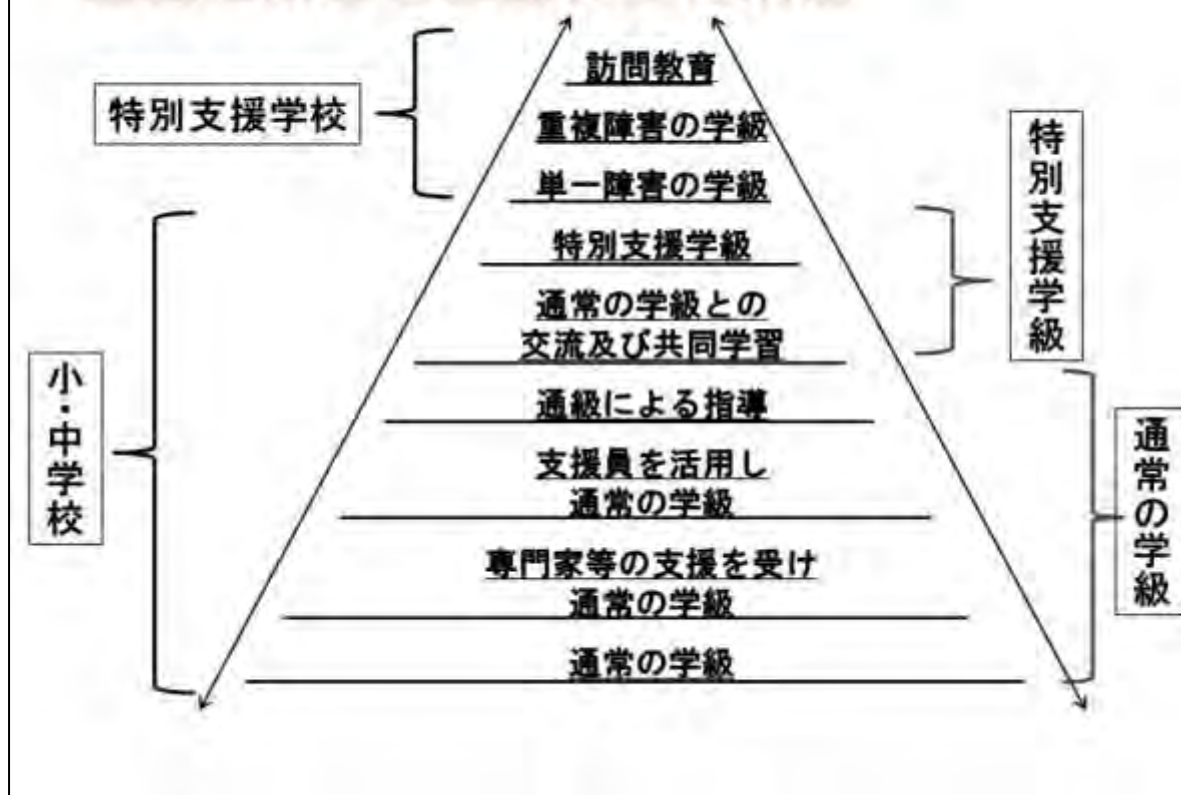 訪問教育
特別支援学校
重複障害の学級
単一障害の学級
特別支援学級
特別支援学級
通常の学級との
交流及び共同学習
小・中学校
通級による指導
支援員を活用し
通常の学級
通常の学級
専門家等の支援を受け
通常の学級
通常の学級